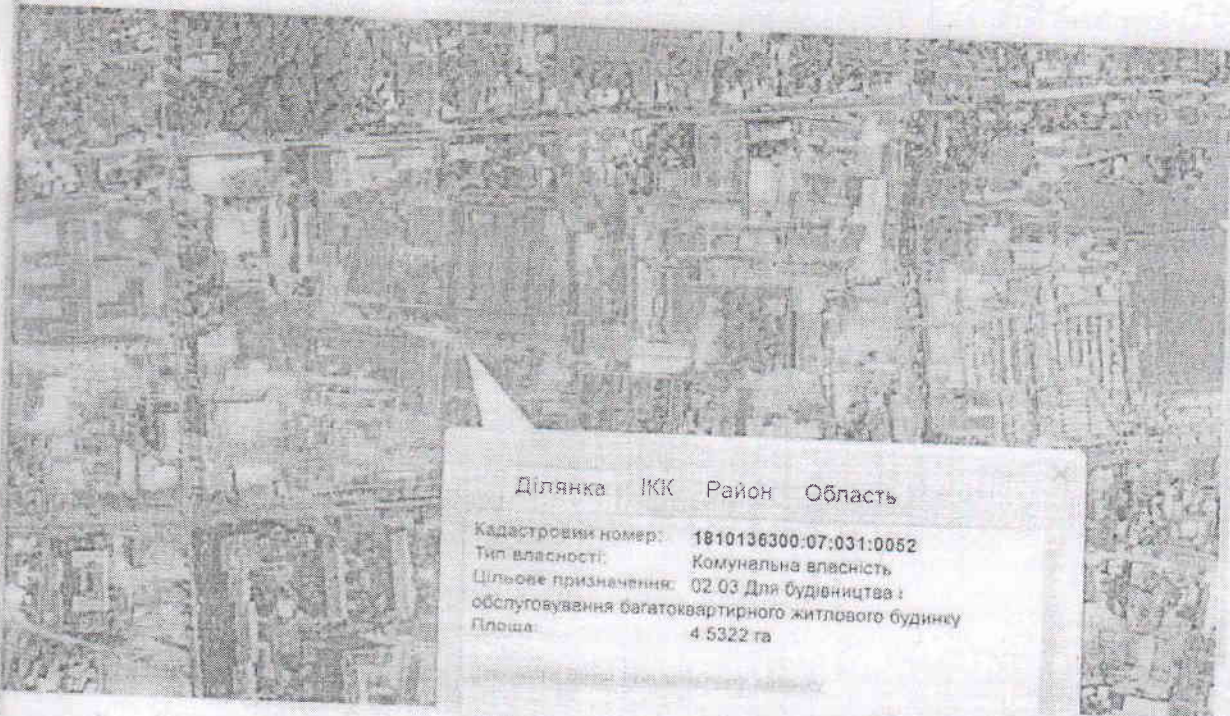 Ділянка ІКК Район Область
Кадастровий номер: 1810136300:07:031:0052
Тип власності: Комунальна власність
Цільове призначення: 02.03 Для будівництва і
обслуговування багатоквартирного житлового будинку
Площа: 4.5322 га